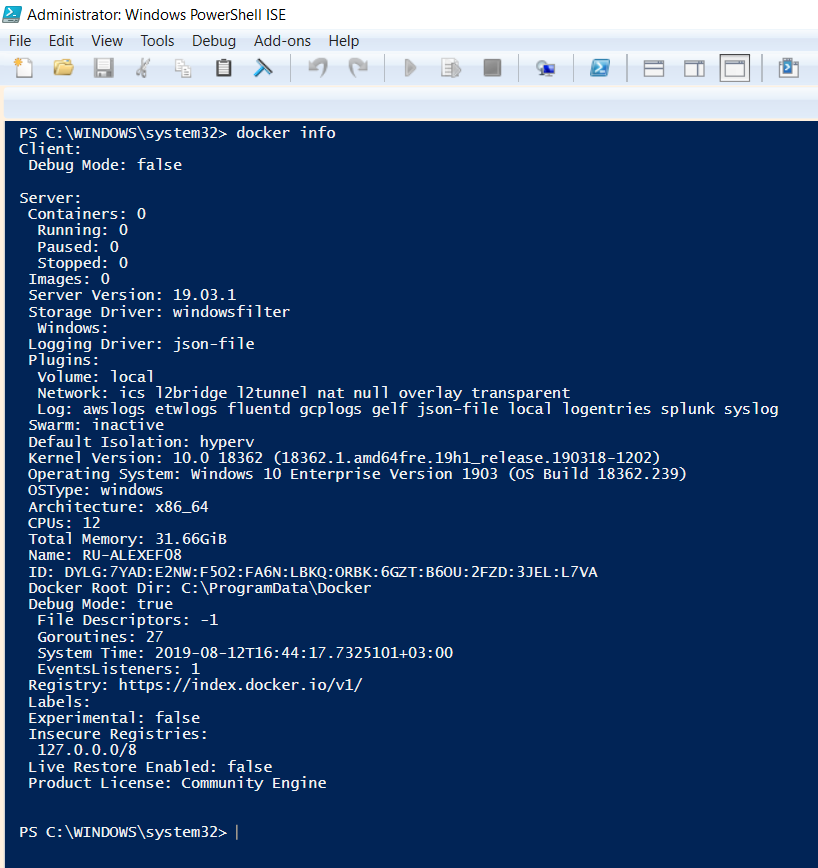 Administrator: Windows PowerShell ISE
File Edit View Tools Debug Add-ons Help
PS C:\WINDOWS\system32> docker info
Client:
 Debug Mode: false

Server:
 Containers: 0
  Running: 0
  Paused: 0
  Stopped: 0
 Images: 0
 Server Version: 19.03.1
 Storage Driver: windowsfilter
  Windows:
 Logging Driver: json-file
 Plugins:
  Volume: local
  Network: ics l2bridge l2tunnel nat null overlay transparent
  Log: awslogs etwlogs fluentd gcplogs gelf json-file local logentries splunk syslog
 Swarm: inactive
 Default Isolation: hyperv
 Kernel Version: 10.0 18362 (18362.1.amd64fre.19h1_release.190318-1202)
 Operating System: Windows 10 Enterprise Version 1903 (OS Build 18362.239)
 OSType: windows
 Architecture: x86_64
 CPUs: 12
 Total Memory: 31.66GiB
 Name: RU-ALEXEF08
 ID: DYLG:7YAD:E2NW:F5O2:FA6N:LBKQ:ORBK:6GZT:B6OU:2FZD:3JEL:L7VA
 Docker Root Dir: C:\ProgramData\Docker
 Debug Mode: true
  File Descriptors: -1
  Goroutines: 27
  System Time: 2019-08-12T16:44:17.7325101+03:00
  EventsListeners: 1
 Registry: https://index.docker.io/v1/
 Labels:
 Experimental: false
 Insecure Registries:
  127.0.0.0/8
 Live Restore Enabled: false
 Product License: Community Engine

PS C:\WINDOWS\system32>